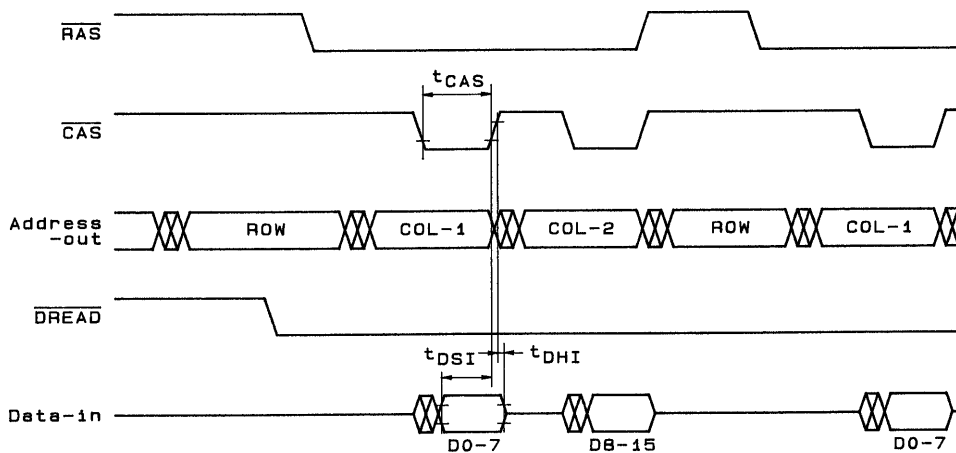 RAS
tCAS
CAS
Address
-out
ROW
COL-1
COL-2
ROW
COL-1
DREAD
tDSI
tDHI
Data-in
D0-7
D8-15
D0-7